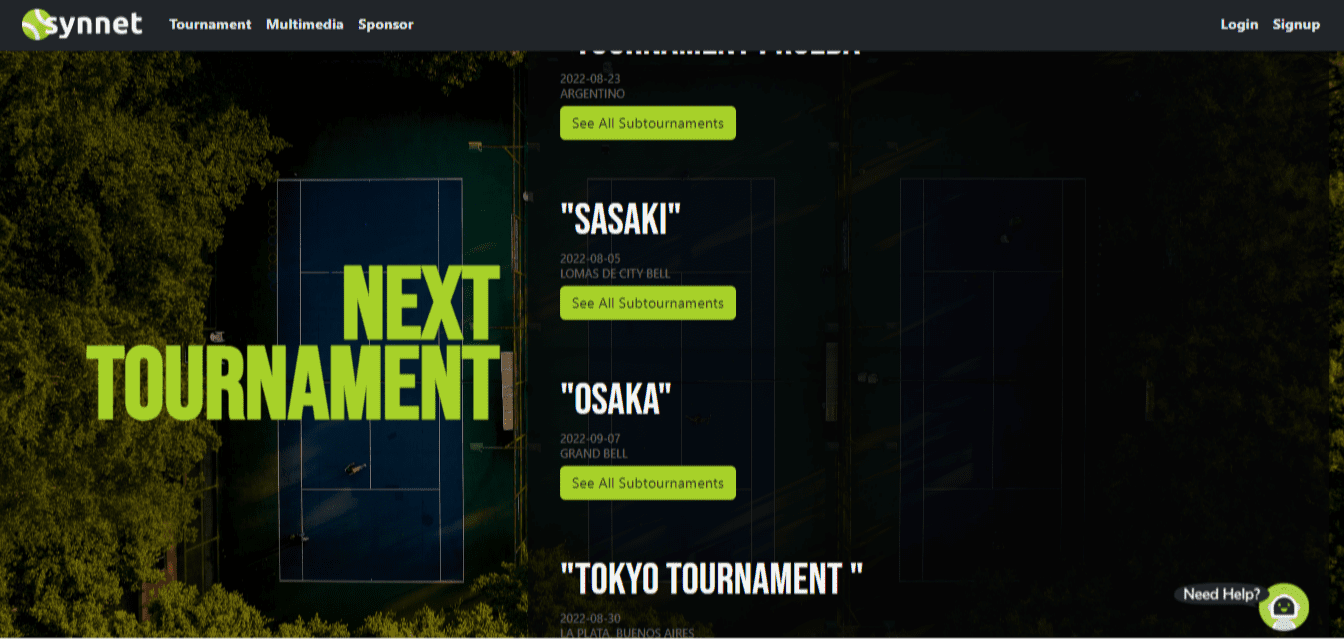 synnet Tournament Multimedia Sponsor Login Signup
TOURNAMENT PRUEBA
2022-08-23
ARGENTINO
See All Subtournaments
"SASAKI"
2022-08-05
LOMAS DE CITY BELL
See All Subtournaments
NEXT
TOURNAMENT
"OSAKA"
2022-09-07
GRAND BELL
See All Subtournaments
"TOKYO TOURNAMENT "
2022-08-30
LA PLATA, BUENOS AIRES
Need Help?